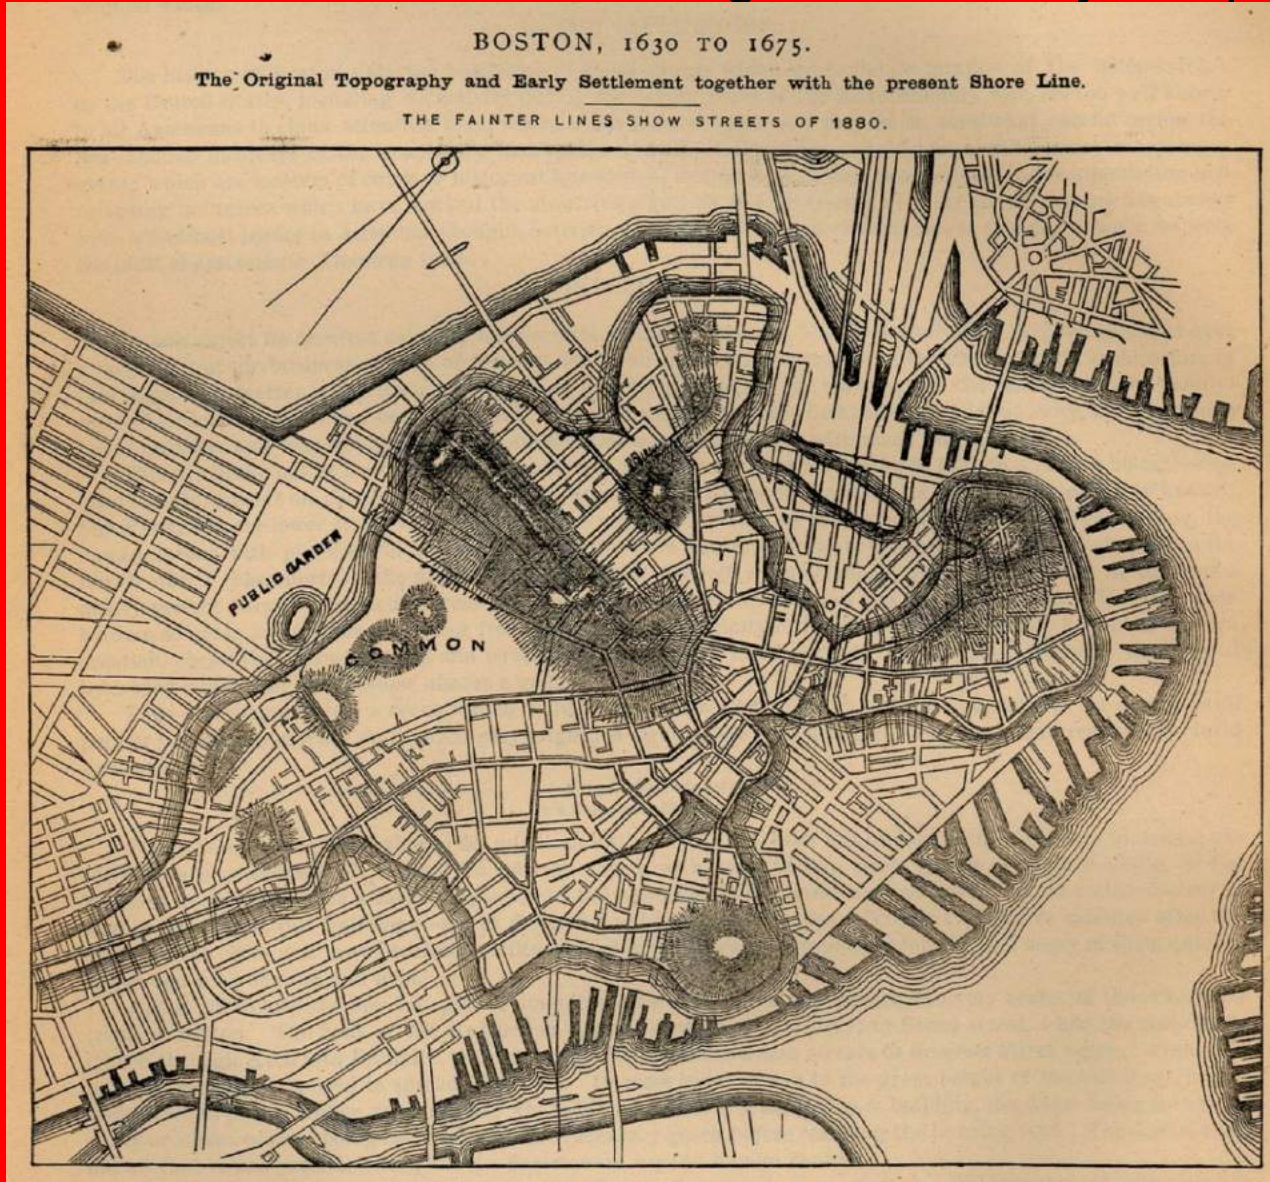 BOSTON, 1630 TO 1675.
The Original Topography and Early Settlement together with the present Shore Line.
THE FAINTER LINES SHOW STREETS OF 1880.
PUBLIC GARDEN
COMMON